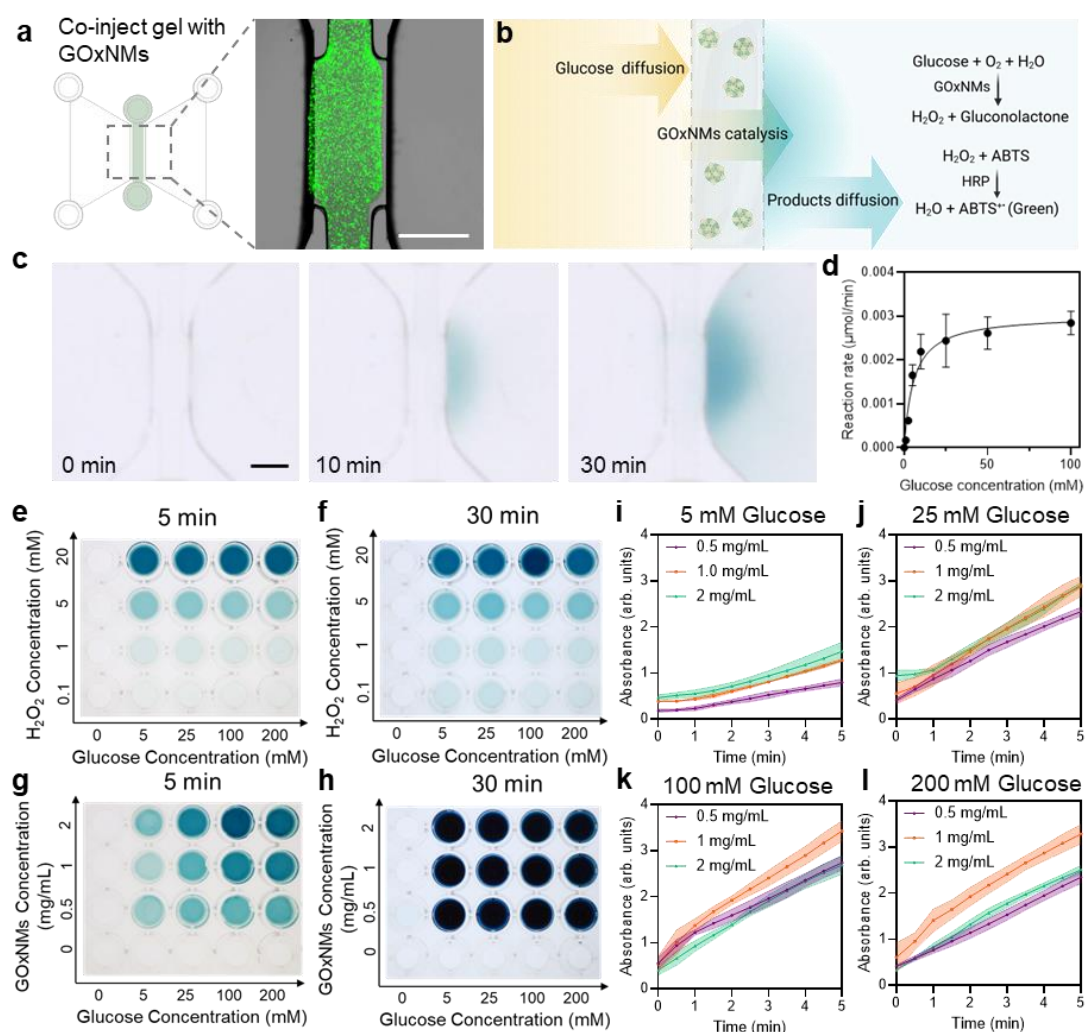 a
Co-inject gel with
GOxNMs
b
Glucose diffusion
GOxNMs catalysis
Products diffusion
Glucose + O₂ + H₂O
GOxNMs
H₂O₂ + Gluconolactone
H₂O₂ + ABTS
HRP
H₂O + ABTS⁺˙ (Green)
c
0 min
10 min
30 min
d
Reaction rate (µmol/min)
0.004
0.003
0.002
0.001
0.000
0
50
100
Glucose concentration (mM)
e
5 min
H₂O₂ Concentration (mM)
20
5
1
0.1
0
5
25
100
200
Glucose Concentration (mM)
f
30 min
H₂O₂ Concentration (mM)
20
5
1
0.1
0
5
25
100
200
Glucose Concentration (mM)
g
5 min
GOxNMs Concentration
(mg/mL)
2
1
0.5
0
0
5
25
100
200
Glucose Concentration (mM)
h
30 min
GOxNMs Concentration
(mg/mL)
2
1
0.5
0
0
5
25
100
200
Glucose Concentration (mM)
i
5 mM Glucose
0.5 mg/mL
1.0 mg/mL
2 mg/mL
Absorbance (arb. units)
4
3
2
1
0
0
1
2
3
4
5
Time (min)
j
25 mM Glucose
0.5 mg/mL
1 mg/mL
2 mg/mL
Absorbance (arb. units)
4
3
2
1
0
0
1
2
3
4
5
Time (min)
k
100 mM Glucose
0.5 mg/mL
1 mg/mL
2 mg/mL
Absorbance (arb. units)
4
3
2
1
0
0
1
2
3
4
5
Time (min)
l
200 mM Glucose
0.5 mg/mL
1 mg/mL
2 mg/mL
Absorbance (arb. units)
4
3
2
1
0
0
1
2
3
4
5
Time (min)